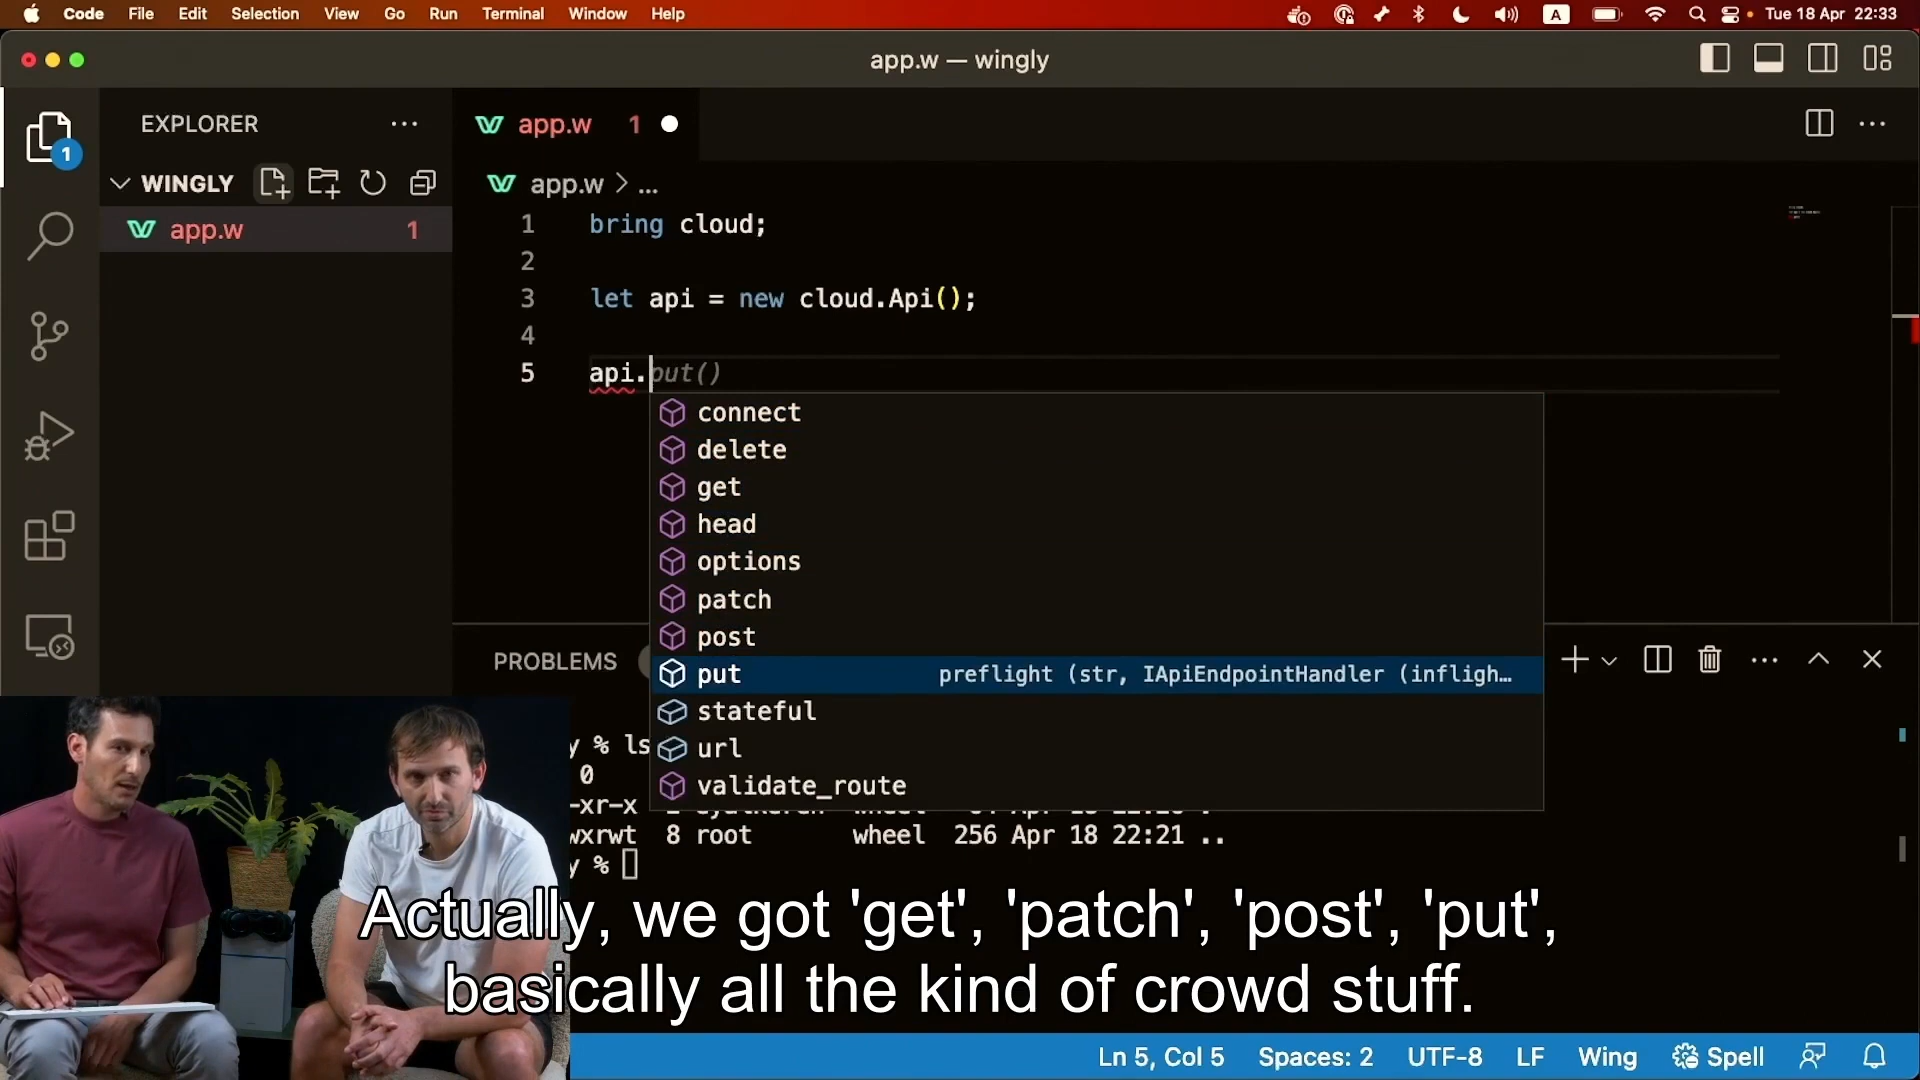 Code File Edit Selection View Go Run Terminal Window Help A Tue 18 Apr 22:33
app.w — wingly
EXPLORER ...
app.w 1
1
WINGLY
app.w > ...
app.w 1
1 bring cloud;
2
3 let api = new cloud.Api();
4
5 api.put()
connect
delete
get
head
options
patch
post
put preflight (str, IApiEndpointHandler (infligh…
stateful
url
validate_route
PROBLEMS
y % ls
0
-xr-x
wxrwt 8 root wheel 256 Apr 18 22:21 ..
y %
Actually, we got 'get', 'patch', 'post', 'put',
basically all the kind of crowd stuff.
Ln 5, Col 5 Spaces: 2 UTF-8 LF Wing Spell